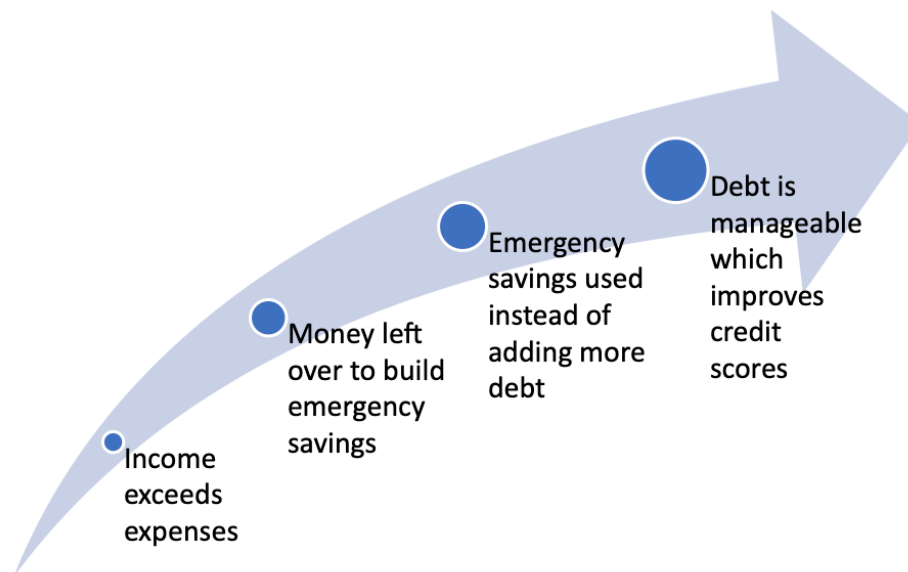 Income
exceeds
expenses
Money left
over to build
emergency
savings
Emergency
savings used
instead of
adding more
debt
Debt is
manageable
which
improves
credit
scores